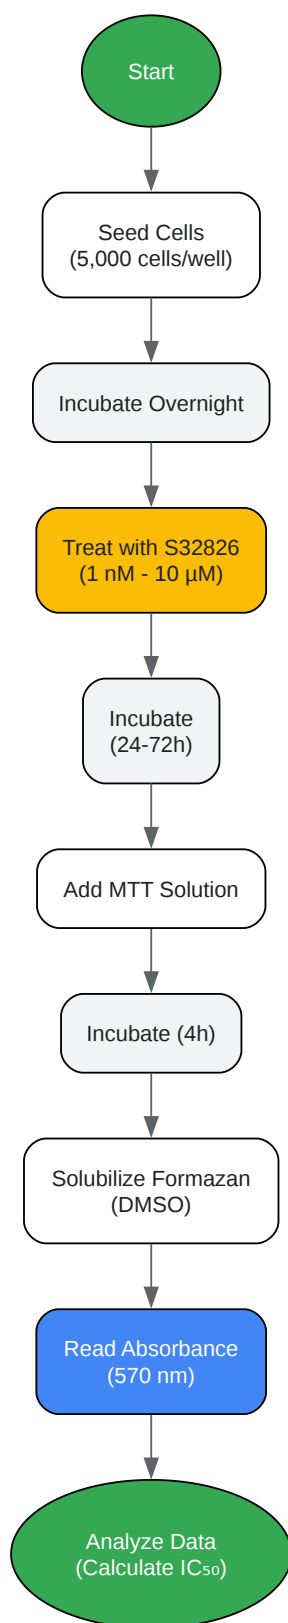 Start
Seed Cells
(5,000 cells/well)
Incubate Overnight
Treat with S32826
(1 nM - 10 µM)
Incubate
(24-72h)
Add MTT Solution
Incubate (4h)
Solubilize Formazan
(DMSO)
Read Absorbance
(570 nm)
Analyze Data
(Calculate IC₅₀)